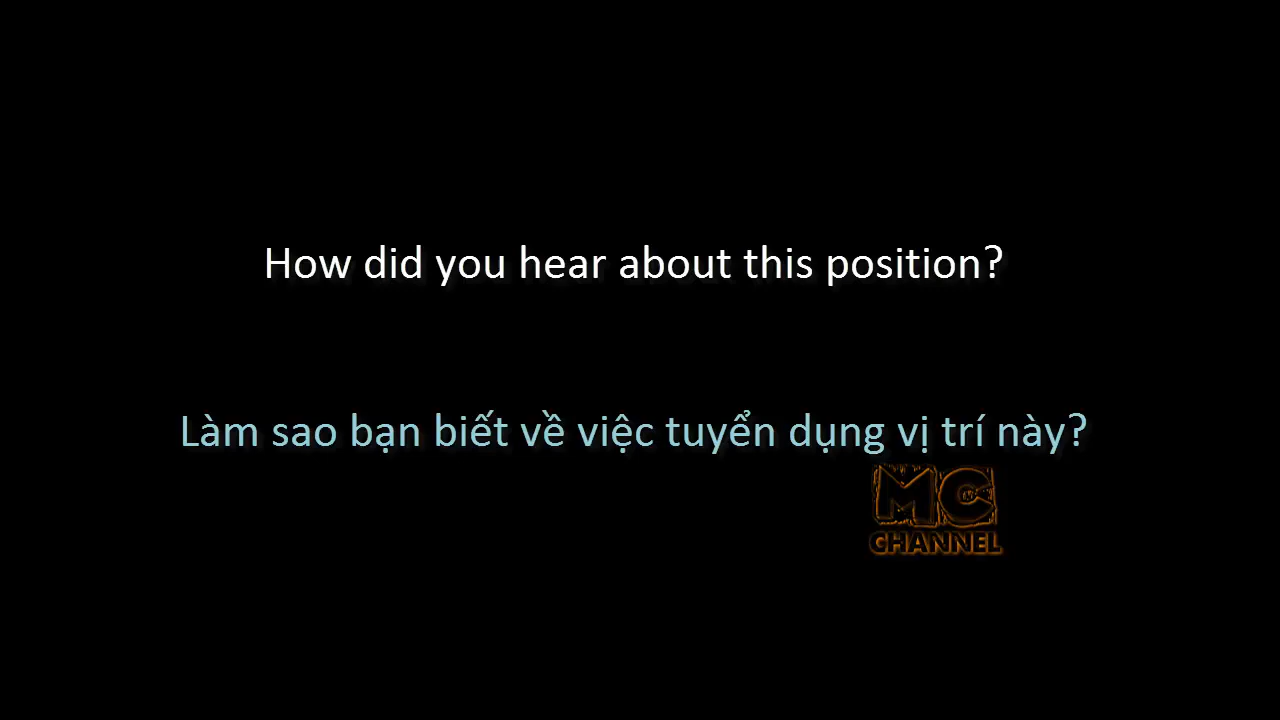 How did you hear about this position?
Làm sao bạn biết về việc tuyển dụng vị trí này?
MC
CHANNEL